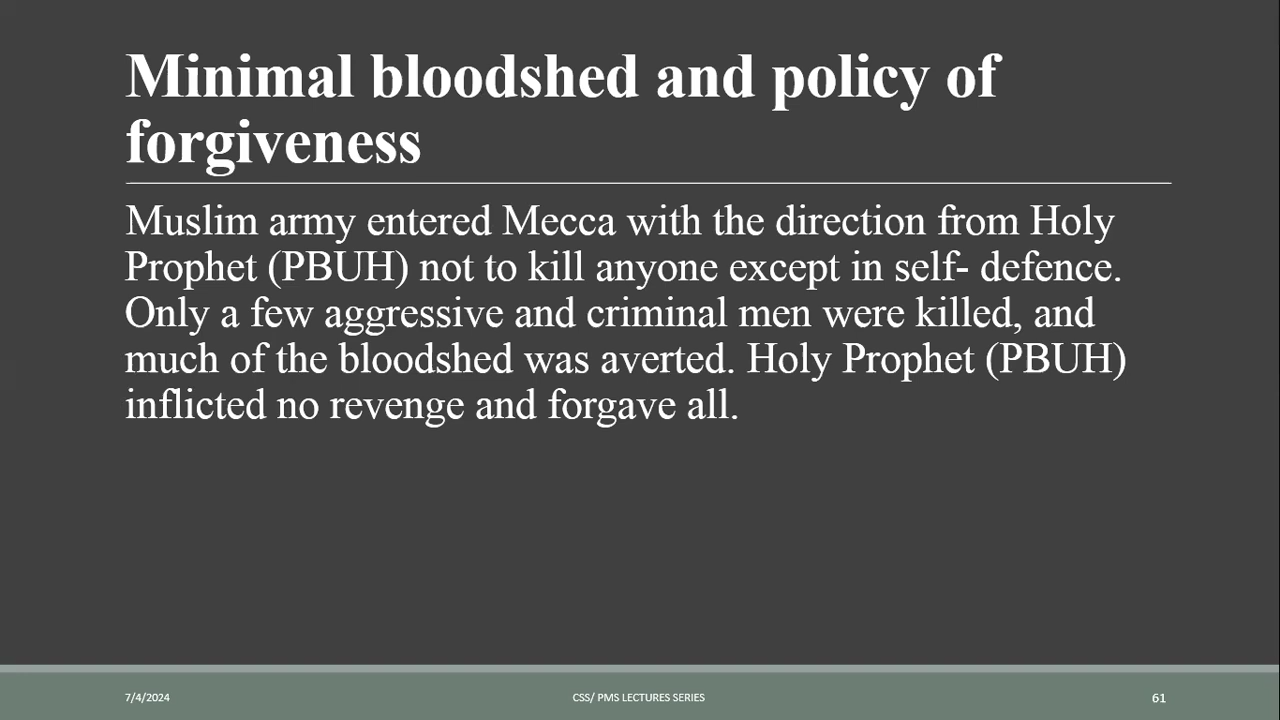 Minimal bloodshed and policy of
forgiveness
Muslim army entered Mecca with the direction from Holy
Prophet (PBUH) not to kill anyone except in self- defence.
Only a few aggressive and criminal men were killed, and
much of the bloodshed was averted. Holy Prophet (PBUH)
inflicted no revenge and forgave all.
7/4/2024
CSS/ PMS LECTURES SERIES
61